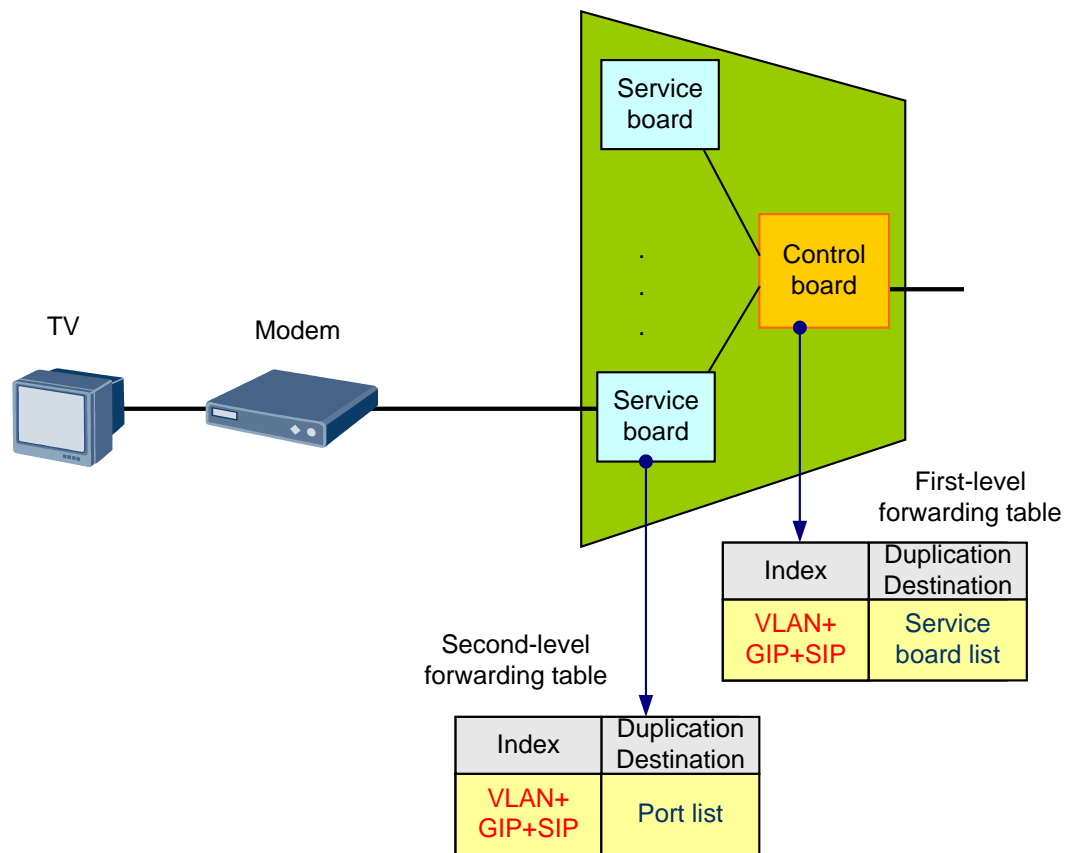 Service
board
Control
board
TV
Modem
Service
board
First-level
forwarding table
Index
Duplication
Destination
VLAN+
GIP+SIP
Service
board list
Second-level
forwarding table
Index
Duplication
Destination
VLAN+
GIP+SIP
Port list